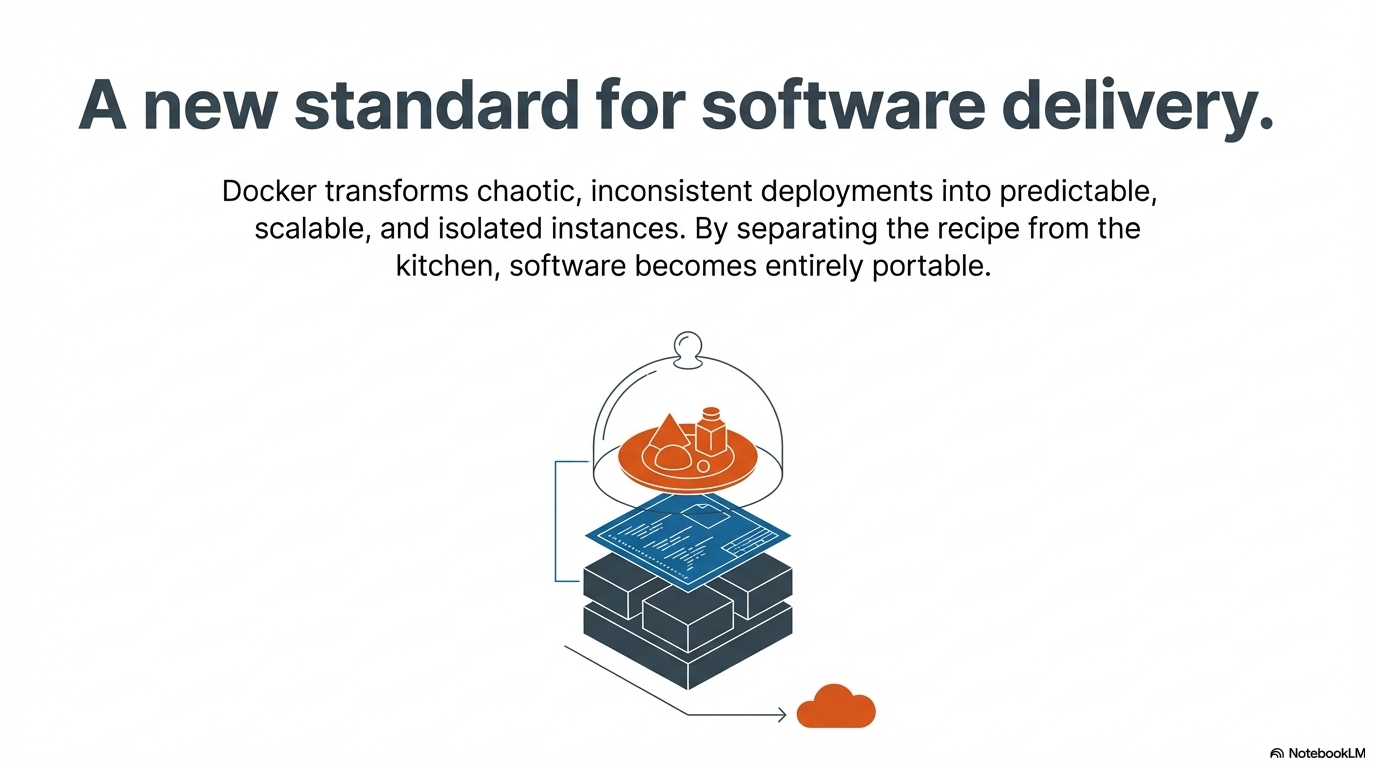 A new standard for software delivery.
Docker transforms chaotic, inconsistent deployments into predictable,
scalable, and isolated instances. By separating the recipe from the
kitchen, software becomes entirely portable.
NotebookLM